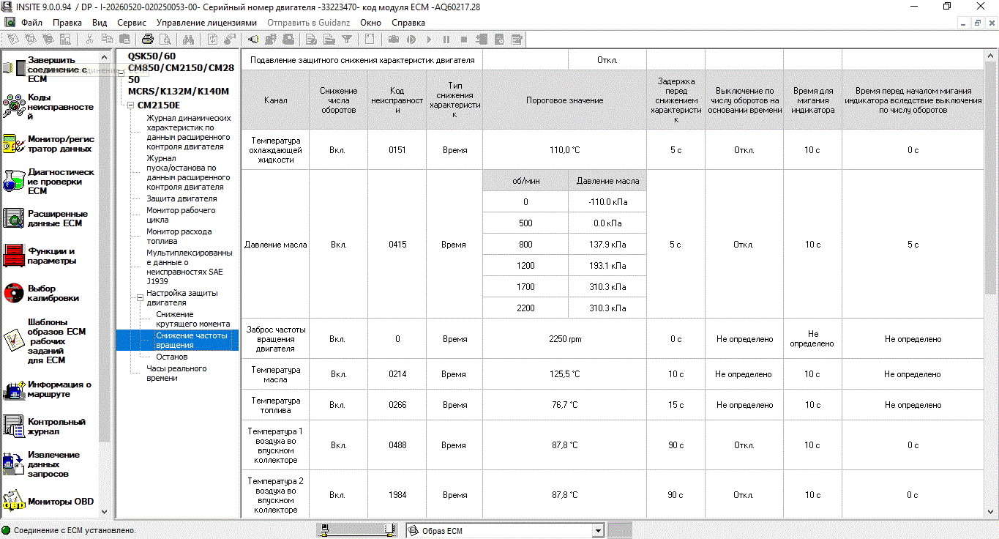 INSITE 9.0.0.94 / DP - I-20260520-020250053-00- Серийный номер двигателя -33223470- код модуля ECM -AQ60217.28
Файл Правка Вид Сервис Управление лицензиями Отправить в Guidanz Окно Справка
Завершить
соединение с
ECM
Коды
неисправносте
й
Монитор/регис
тратор данных
Диагностическ
ие проверки
ECM
Расширенные
данные ECM
Функции и
параметры
Выбор
калибровки
Шаблоны
образов ECM
рабочих
заданий
для ECM
Информация о
маршруте
Контрольный
журнал
Извлечение
данных
запросов
Мониторы OBD
QSK50/60
CM850/CM2150/CM28
50
MCRS/K132M/K140M
CM2150E
Журнал динамических
характеристик по
данным расширенного
контроля двигателя
Журнал
пуска/останова по
данным расширенного
контроля двигателя
Защита двигателя
Монитор рабочего
цикла
Монитор расхода
топлива
Мультиплексированны
е данные о
неисправностях SAE
J1939
Настройка защиты
двигателя
Снижение
крутящего момента
Снижение частоты
вращения
Останов
Часы реального
времени
Подавление защитного снижения характеристик двигателя Откл.
Канал
Снижение
числа
оборотов
Код
неисправност
и
Тип
снижения
характеристи
к
Пороговое значение
Задержка
перед
снижением
характеристи
к
Выключение по
числу оборотов на
основании времени
Время для
мигания
индикатора
Время перед началом мигания
индикатора вследствие выключения
по числу оборотов
Температура
охлаждающей
жидкости
Вкл. 0151 Время 110,0 °C 5 с Откл. 10 с 0 с
Давление масла Вкл. 0415 Время
об/мин Давление масла
0 -110.0 кПа
500 0.0 кПа
800 137.9 кПа
1200 193.1 кПа
1700 310.3 кПа
2200 310.3 кПа
5 с Откл. 10 с 5 с
Заброс частоты
вращения
двигателя
Вкл. 0 Время 2250 rpm 0 с Не определено
Не
определено
Не определено
Температура
масла
Вкл. 0214 Время 125,5 °C 10 с Не определено 10 с Не определено
Температура
топлива
Вкл. 0266 Время 76,7 °C 15 с Не определено 10 с Не определено
Температура 1
воздуха во
впускном
коллекторе
Вкл. 0488 Время 87,8 °C 90 с Откл. 10 с 0 с
Температура 2
воздуха во
впускном
коллекторе
Вкл. 1984 Время 87,8 °C 90 с Откл. 10 с 0 с
Соединение с ECM установлено.
Образ ECM